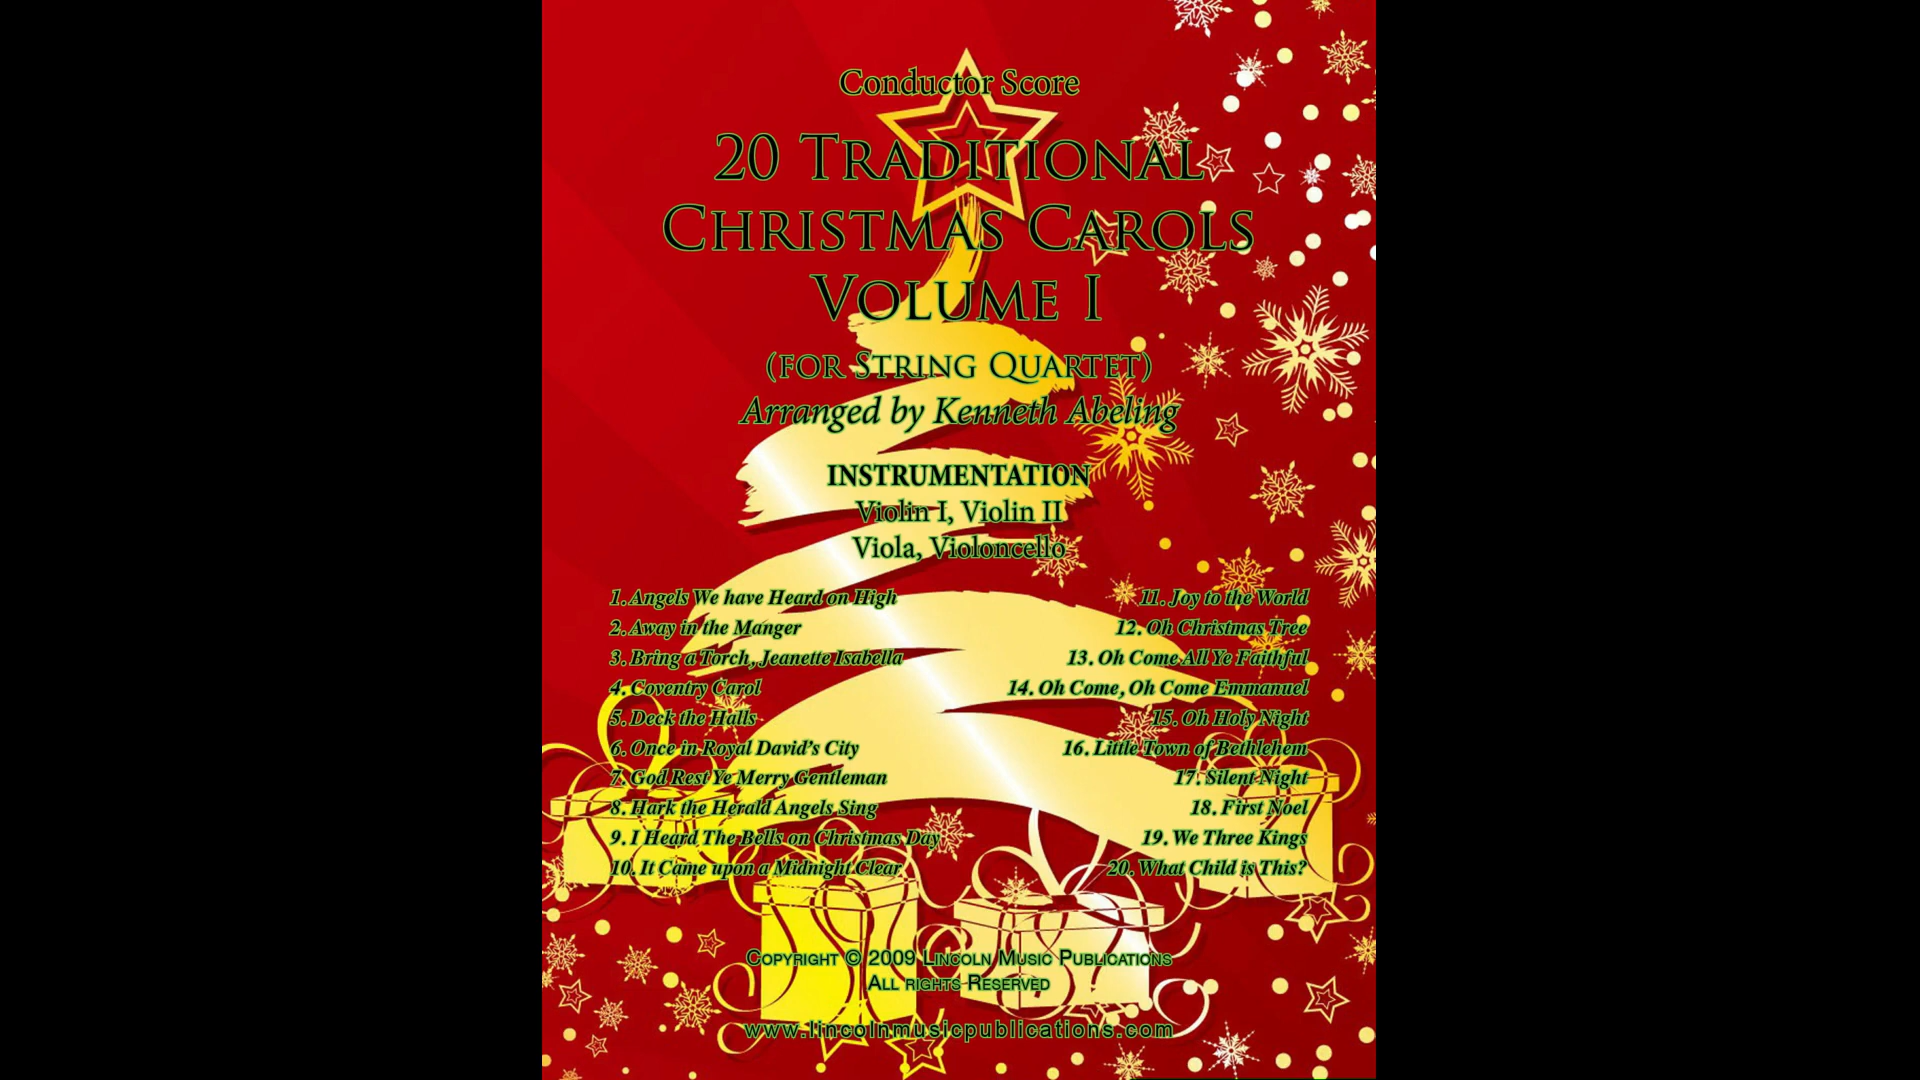 Conductor Score
20 Traditional
Christmas Carols
Volume I
(for String Quartet)
Arranged by Kenneth Abeling
INSTRUMENTATION
Violin I, Violin II
Viola, Violoncello
1. Angels We have Heard on High
2. Away in the Manger
3. Bring a Torch, Jeanette Isabella
4. Coventry Carol
5. Deck the Halls
6. Once in Royal David's City
7. God Rest Ye Merry Gentleman
8. Hark the Herald Angels Sing
9. I Heard The Bells on Christmas Day
10. It Came upon a Midnight Clear
11. Joy to the World
12. Oh Christmas Tree
13. Oh Come All Ye Faithful
14. Oh Come, Oh Come Emmanuel
15. Oh Holy Night
16. Little Town of Bethlehem
17. Silent Night
18. First Noel
19. We Three Kings
20. What Child is This?
Copyright © 2009 Lincoln Music Publications
All rights Reserved
www.lincolnmusicpublications.com